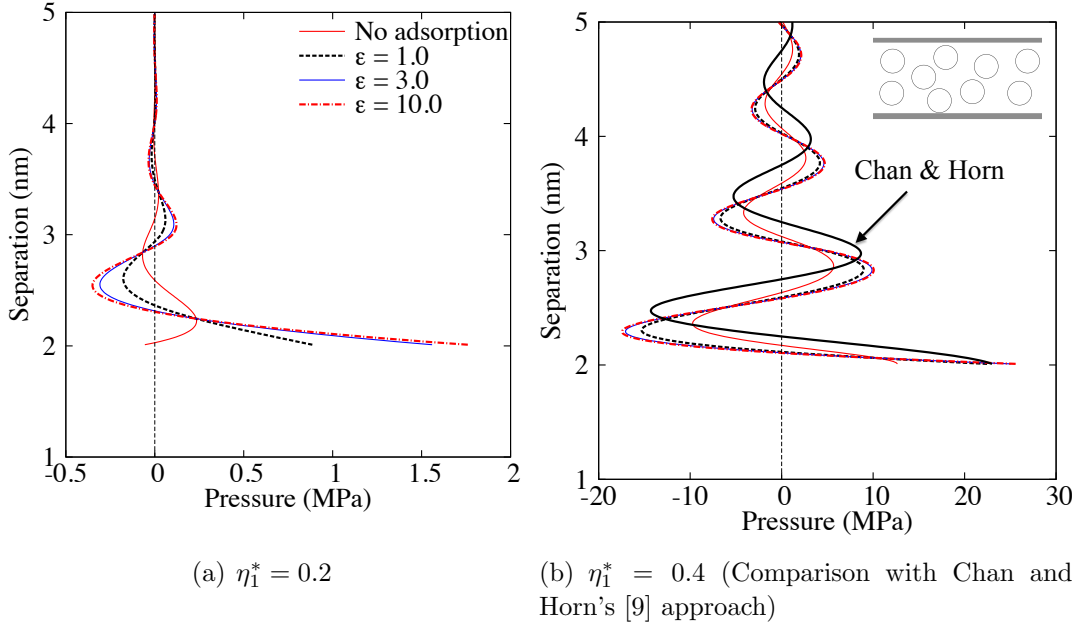 No adsorption
ε = 1.0
ε = 3.0
ε = 10.0
5
4
3
2
1
Separation (nm)
-0.5
0
0.5
1
1.5
2
Pressure (MPa)
(a) η₁* = 0.2
Chan & Horn
5
4
3
2
1
Separation (nm)
-20
-10
0
10
20
30
Pressure (MPa)
(b) η₁* = 0.4 (Comparison with Chan and
Horn's [9] approach)